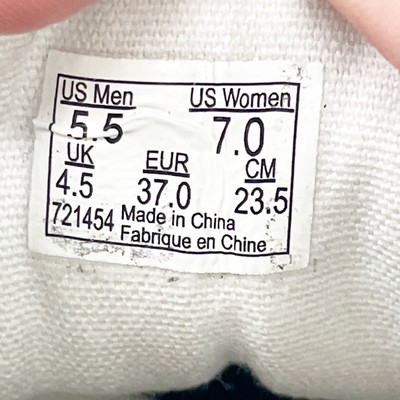 US Men US Women
5.5 7.0
UK EUR CM
4.5 37.0 23.5
721454 Made in China
Fabrique en Chine